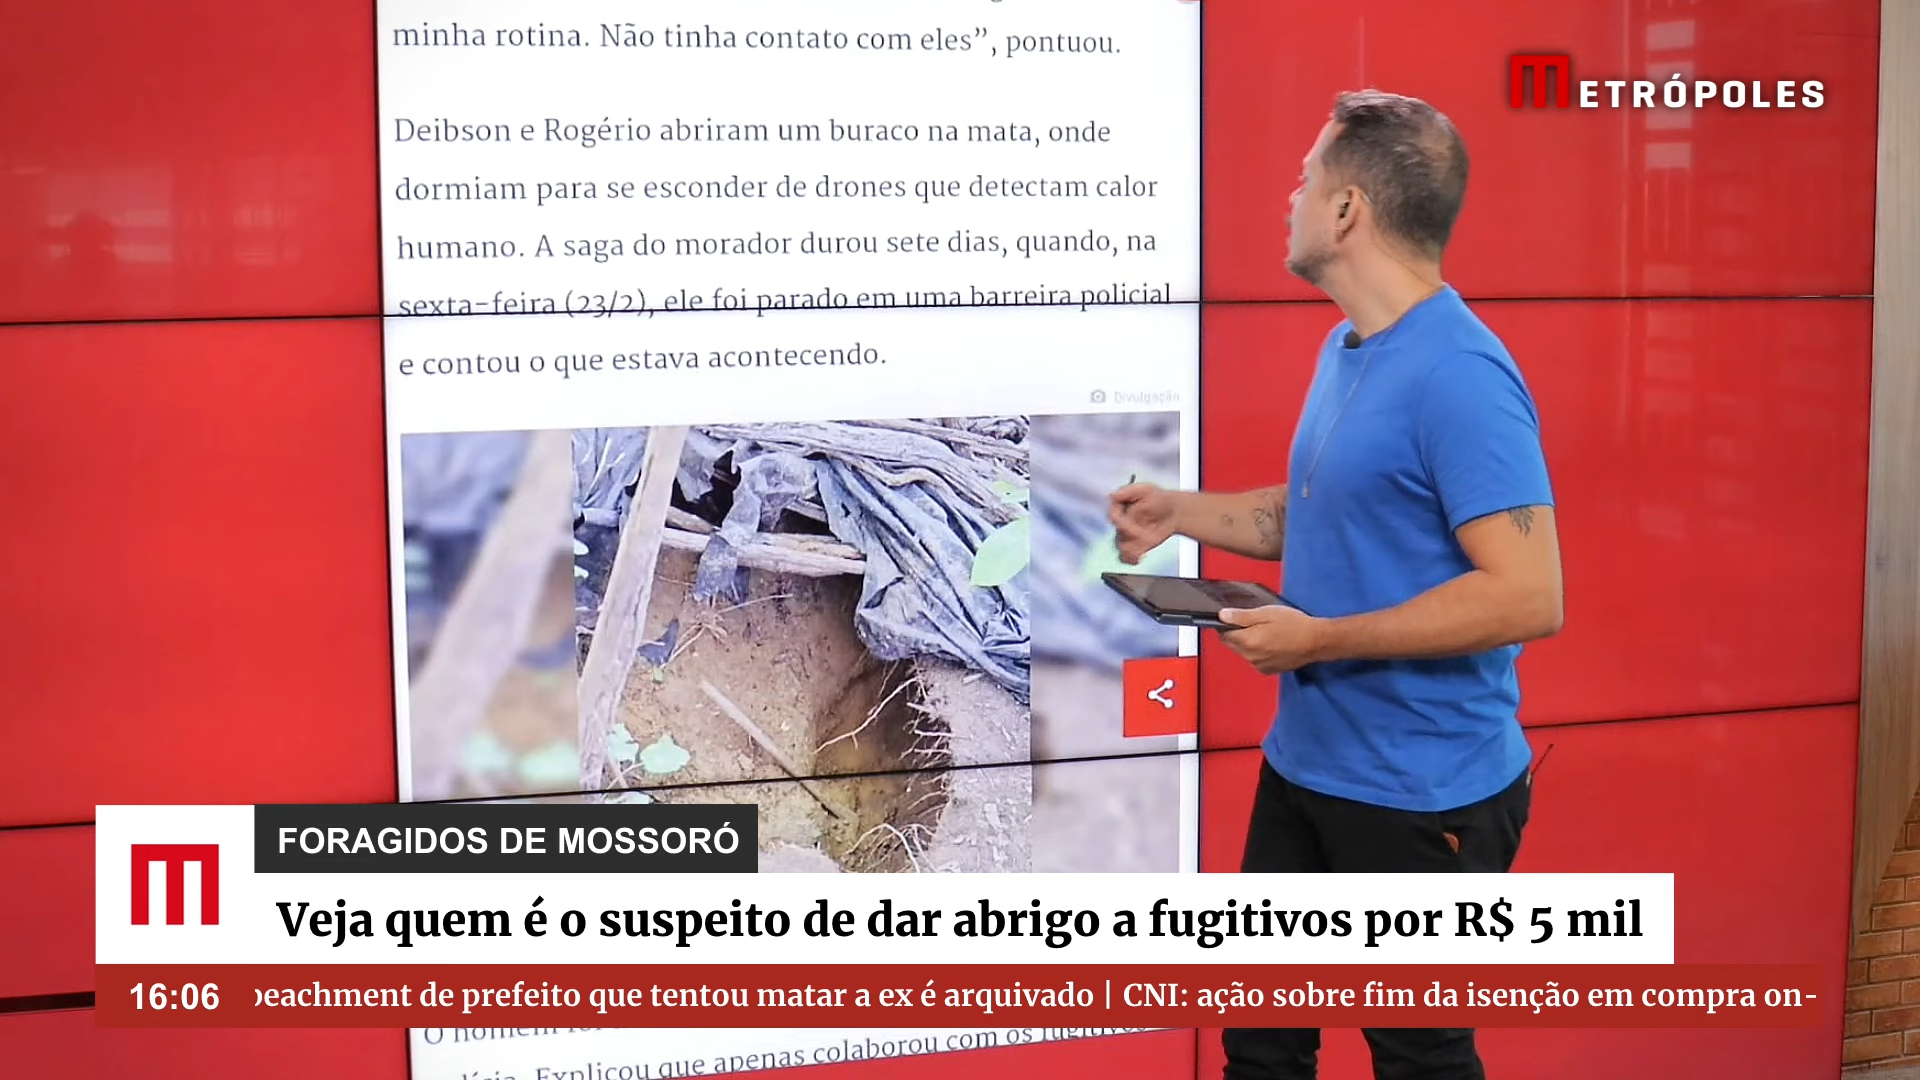 minha rotina. Não tinha contato com eles”, pontuou.
METRÓPOLES
Deibson e Rogério abriram um buraco na mata, onde
dormiam para se esconder de drones que detectam calor
humano. A saga do morador durou sete dias, quando, na
sexta-feira (23/2), ele foi parado em uma barreira policial
e contou o que estava acontecendo.
Divulgação
FORAGIDOS DE MOSSORÓ
Veja quem é o suspeito de dar abrigo a fugitivos por R$ 5 mil
16:06 de prefeito que tentou matar a ex é arquivado | CNI: ação sobre fim da isenção em compra on-
O homem
Explicou que apenas colaborou com os